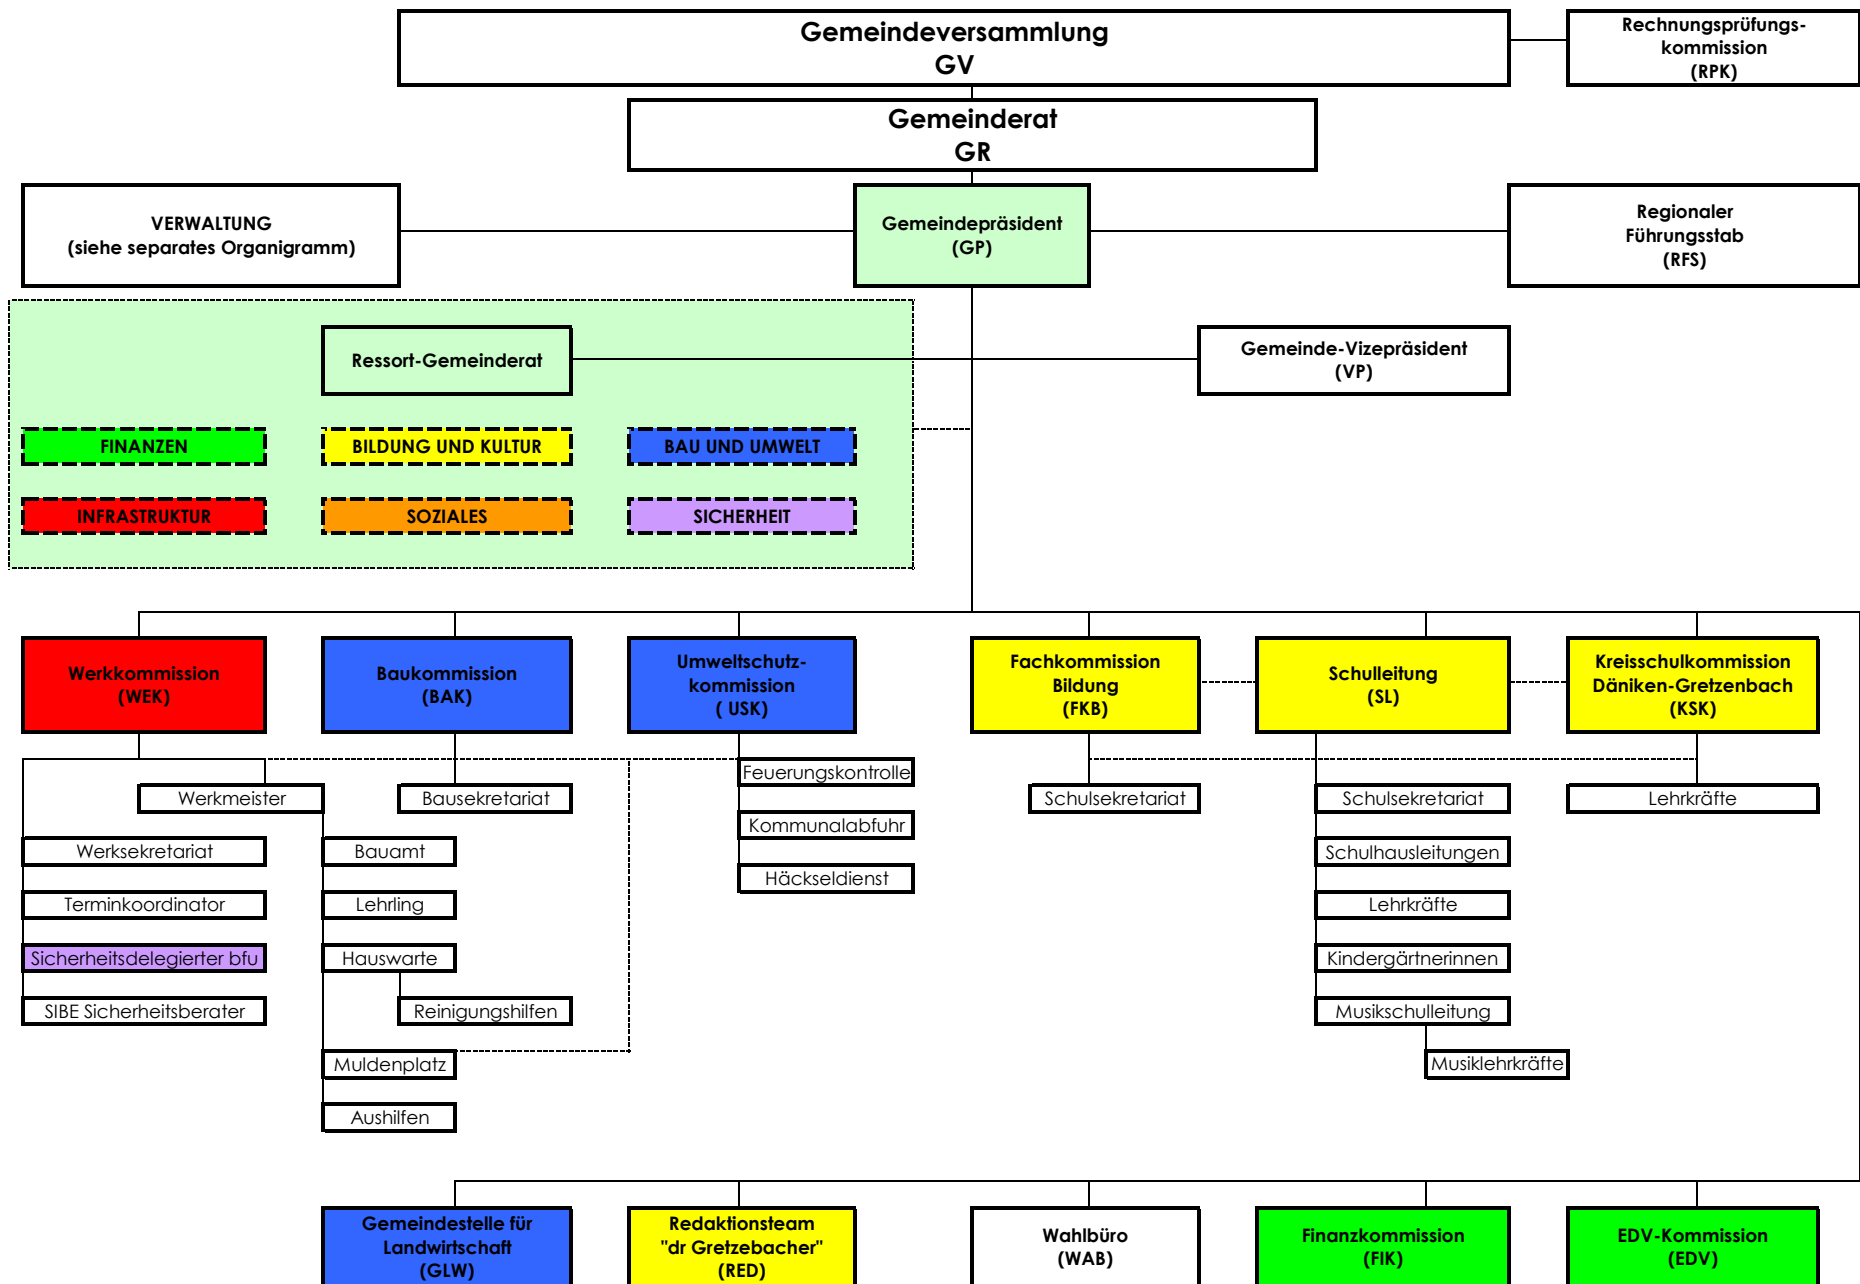 Gemeindeversammlung
GV
Rechnungsprüfungs-
kommission
(RPK)
Gemeinderat
GR
VERWALTUNG
(siehe separates Organigramm)
Gemeindepräsident
(GP)
Regionaler
Führungsstab
(RFS)
Ressort-Gemeinderat
Gemeinde-Vizepräsident
(VP)
FINANZEN
BILDUNG UND KULTUR
BAU UND UMWELT
INFRASTRUKTUR
SOZIALES
SICHERHEIT
Werkkommission
(WEK)
Baukommission
(BAK)
Umweltschutz-
kommission
( USK)
Fachkommission
Bildung
(FKB)
Schulleitung
(SL)
Kreisschulkommission
Däniken-Gretzenbach
(KSK)
Feuerungskontrolle
Werkmeister
Bausekretariat
Schulsekretariat
Schulsekretariat
Lehrkräfte
Kommunalabfuhr
Werksekretariat
Bauamt
Schulhausleitungen
Häckseldienst
Terminkoordinator
Lehrling
Lehrkräfte
Sicherheitsdelegierter bfu
Hauswarte
Kindergärtnerinnen
SIBE Sicherheitsberater
Reinigungshilfen
Musikschulleitung
Muldenplatz
Musiklehrkräfte
Aushilfen
Gemeindestelle für
Landwirtschaft
(GLW)
Redaktionsteam
"dr Gretzebacher"
(RED)
Wahlbüro
(WAB)
Finanzkommission
(FIK)
EDV-Kommission
(EDV)